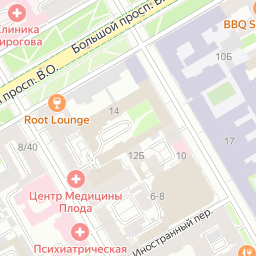 Клиника
Пирогова
Большой просп. В.О.
BBQ S
10Б
просп. В.О.
Root Lounge
14
17
8/40
12Б
10
Центр Медицины
Плода
6-8
Иностранный пер.
Психиатрическая